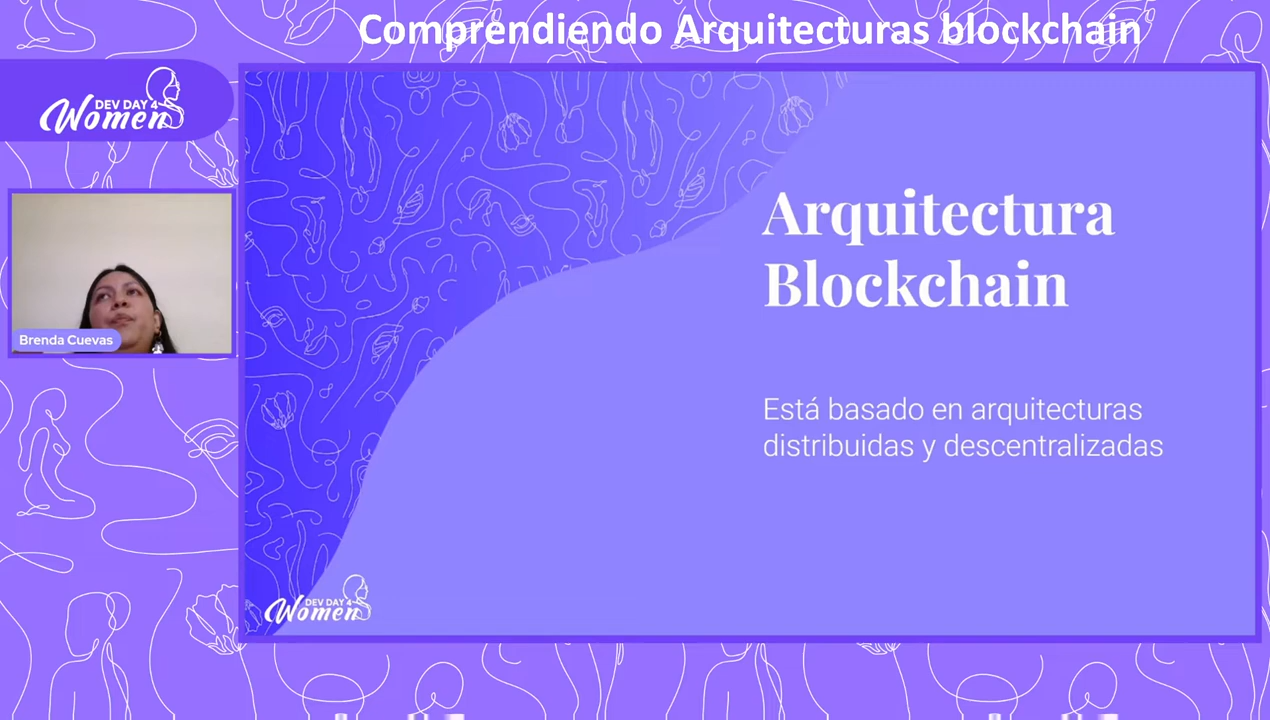 Comprendiendo Arquitecturas blockchain
DEV DAY 4
Women
Brenda Cuevas
Arquitectura
Blockchain
Está basado en arquitecturas
distribuidas y descentralizadas
DEV DAY 4
Women